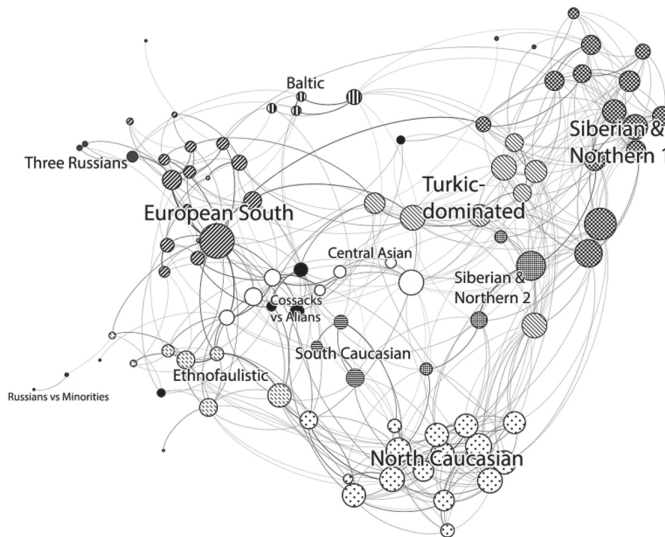 Baltic
Siberian &
Northern 1
Three Russians
Turkic-
dominated
European South
Central Asian
Siberian &
Northern 2
Cossacks
vs Alians
South Caucasian
Ethnofaulistic
Russians vs Minorities
North Caucasian